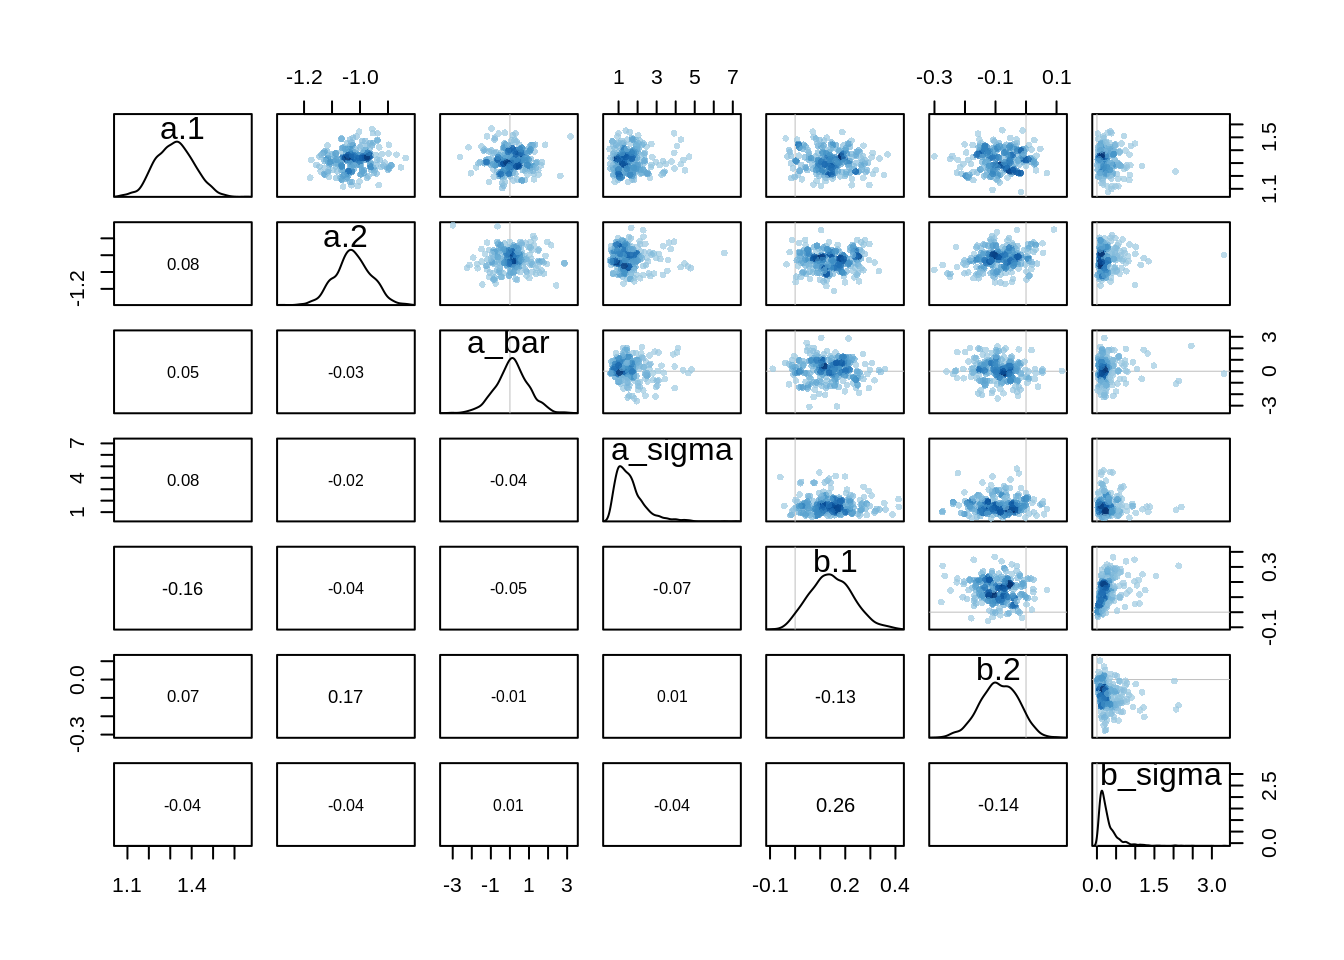 -1.2 -1.0 1 3 5 7 -0.3 -0.1 0.1
a.1 1.1 1.5
-1.2 0.08 a.2
0.05 -0.03 a_bar -3 0 3
1 4 7 0.08 -0.02 -0.04 a_sigma
-0.16 -0.04 -0.05 -0.07 b.1 -0.1 0.3
-0.3 0.0 0.07 0.17 -0.01 0.01 -0.13 b.2
-0.04 -0.04 0.01 -0.04 0.26 -0.14 b_sigma 0.0 2.5
1.1 1.4 -3 -1 1 3 -0.1 0.2 0.4 0.0 1.5 3.0